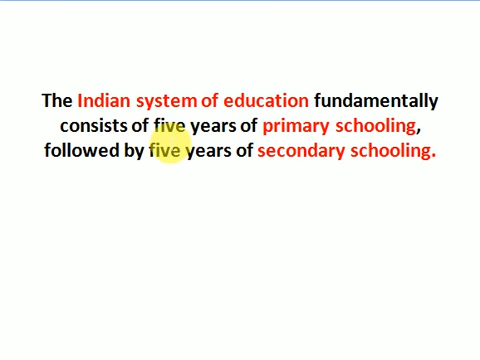 The Indian system of education fundamentally
consists of five years of primary schooling,
followed by five years of secondary schooling.